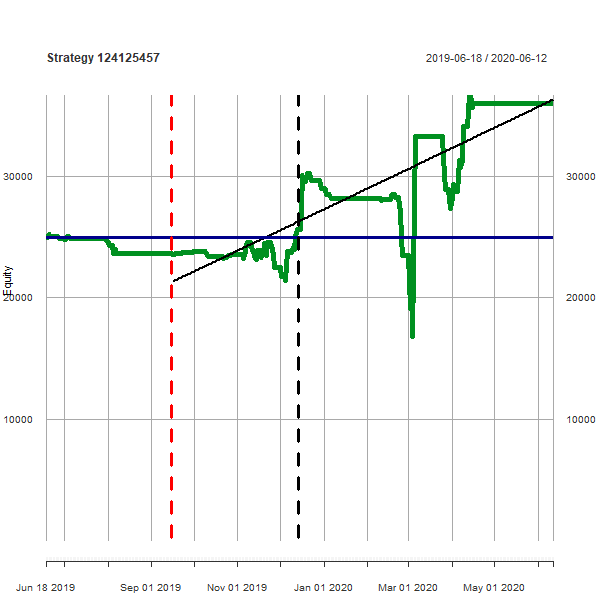 Strategy 124125457
2019-06-18 / 2020-06-12
30000
30000
Equity
20000
20000
10000
10000
Jun 18 2019
Sep 01 2019
Nov 01 2019
Jan 01 2020
Mar 01 2020
May 01 2020